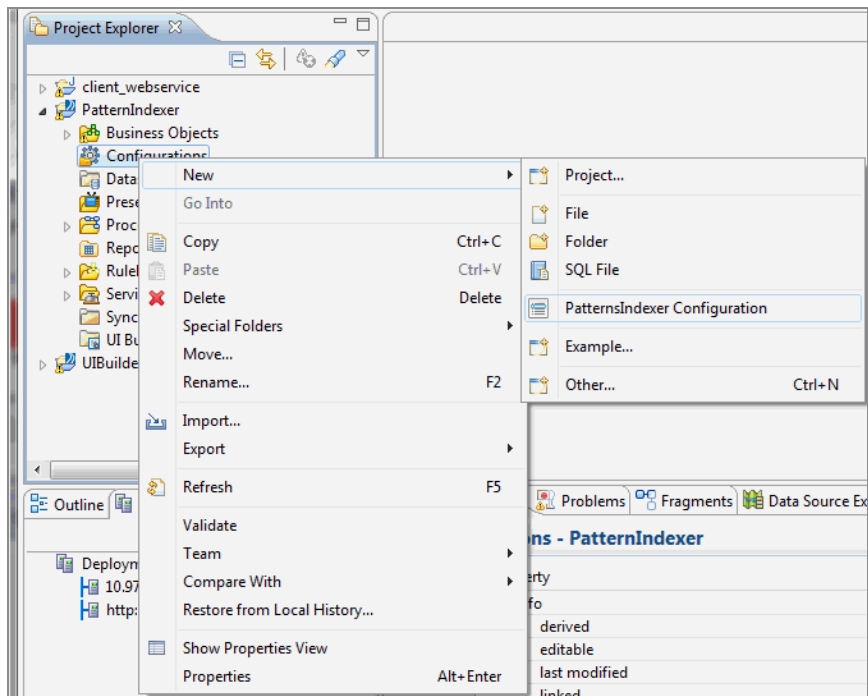 Project Explorer
client_webservice
PatternIndexer
Business Objects
Configurations
Data
Prese
Proc
Repo
Rulel
Servi
Sync
UI Bu
UIBuilde
New
Go Into
Copy Ctrl+C
Paste Ctrl+V
Delete Delete
Special Folders
Move...
Rename... F2
Import...
Export
Refresh F5
Validate
Team
Compare With
Restore from Local History...
Show Properties View
Properties Alt+Enter
Project...
File
Folder
SQL File
PatternsIndexer Configuration
Example...
Other... Ctrl+N
Outline
Deploym
10.97
http:
Problems
Fragments
Data Source Ex
ns - PatternIndexer
erty
fo
derived
editable
last modified
linked